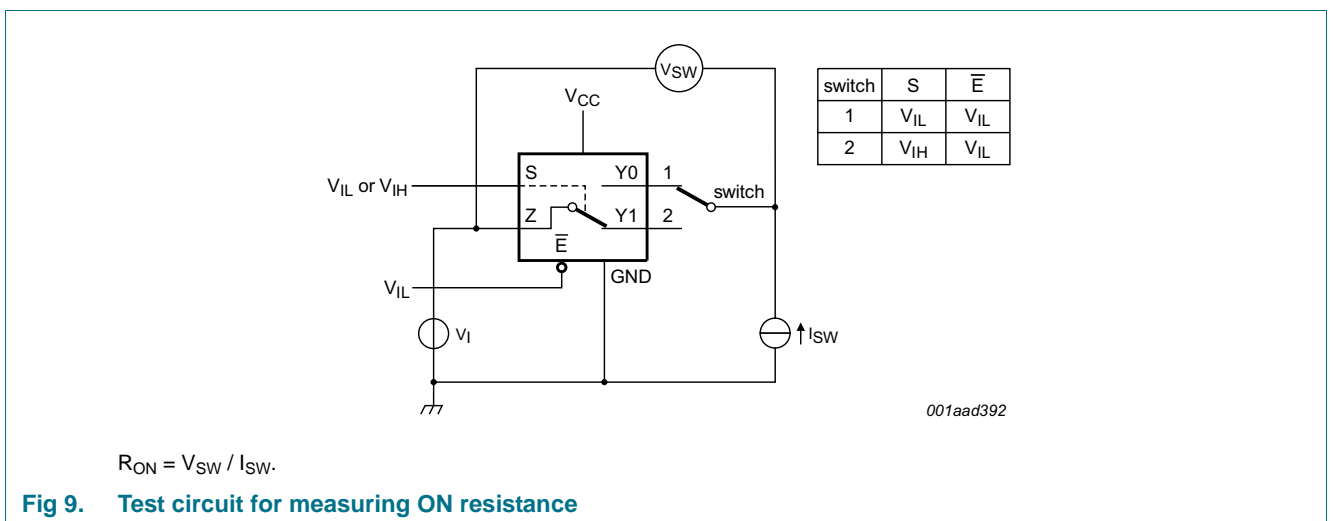 VSW
VCC
switch S E̅
1 VIL VIL
2 VIH VIL
S Y0 1
VIL or VIH
switch
Z Y1 2
E̅
GND
VIL
VI
ISW
001aad392
RON = VSW / ISW.
Fig 9. Test circuit for measuring ON resistance